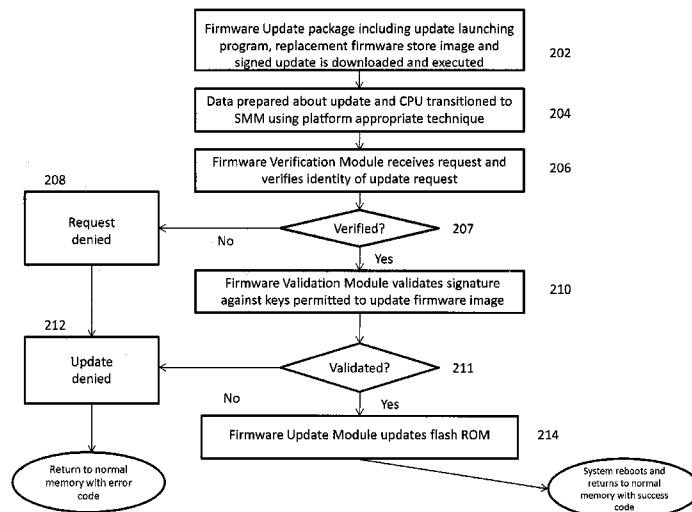 Firmware Update package including update launching
program, replacement firmware store image and
signed update is downloaded and executed
202
Data prepared about update and CPU transitioned to
SMM using platform appropriate technique
204
Firmware Verification Module receives request and
verifies identity of update request
206
208
Request
denied
No
Verified?
207
Yes
Firmware Validation Module validates signature
against keys permitted to update firmware image
210
212
Update
denied
Validated?
211
No
Yes
Firmware Update Module updates flash ROM
214
Return to normal
memory with error
code
System reboots and
returns to normal
memory with success
code